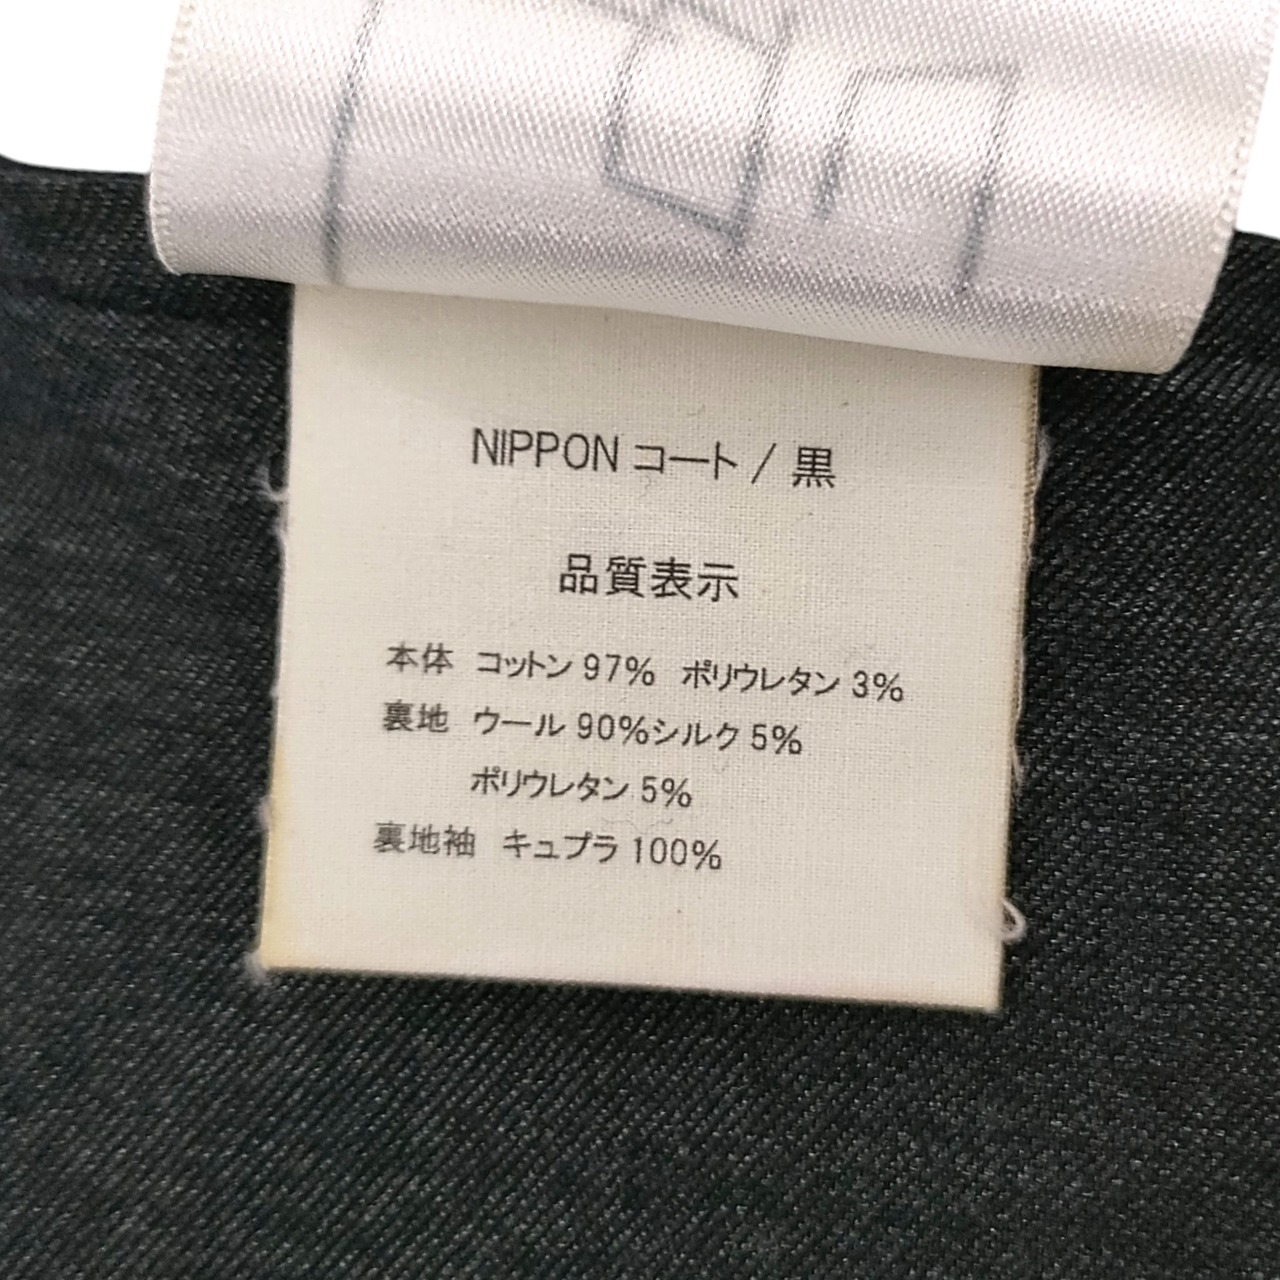 NIPPON コート / 黒
品質表示
本体 コットン 97% ポリウレタン 3%
裏地 ウール 90%シルク 5%
ポリウレタン 5%
裏地袖 キュプラ 100%